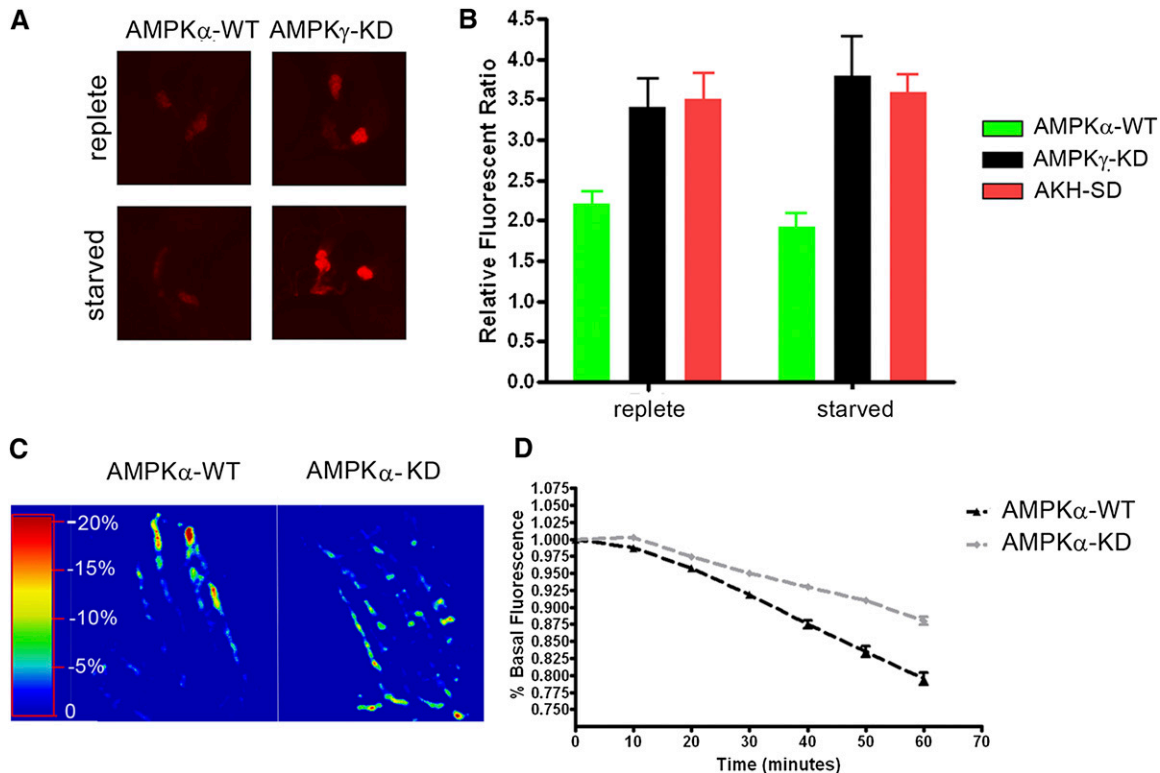 A
AMPKα-WT AMPKγ-KD
replete
starved
B
Relative Fluorescent Ratio
4.5
4.0
3.5
3.0
2.5
2.0
1.5
1.0
0.5
0.0
replete starved
AMPKα-WT
AMPKγ-KD
AKH-SD
C
AMPKα-WT AMPKα-KD
-20%
-15%
-10%
-5%
0
D
% Basal Fluorescence
1.075
1.050
1.025
1.000
0.975
0.950
0.925
0.900
0.875
0.850
0.825
0.800
0.775
0.750
0 10 20 30 40 50 60 70
Time (minutes)
AMPKα-WT
AMPKα-KD